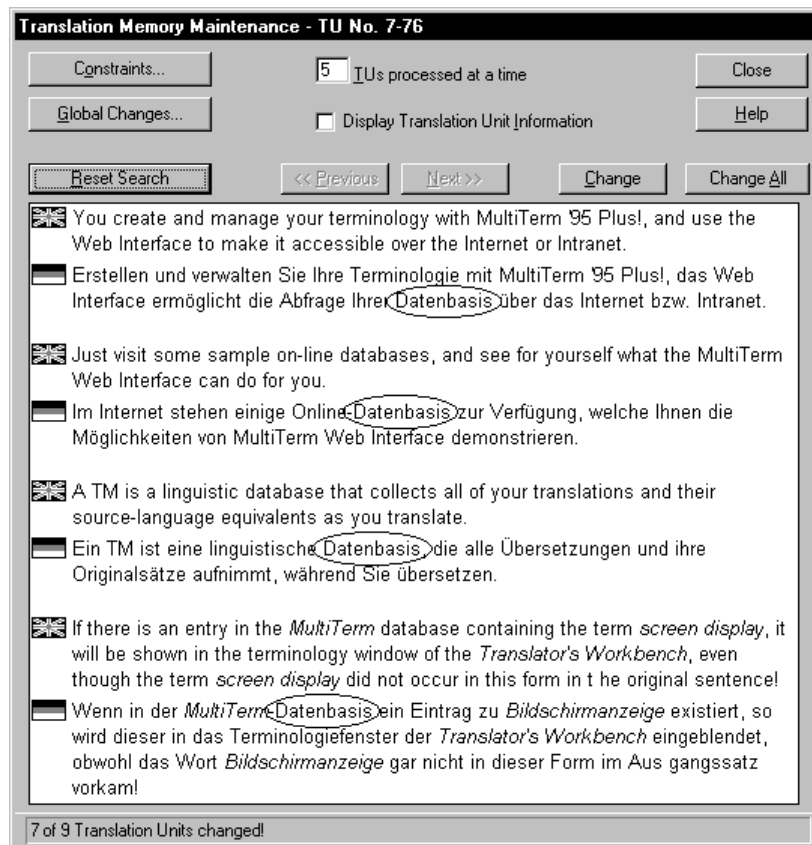 Translation Memory Maintenance - TU No. 7-76
Constraints...
5 TUs processed at a time
Close
Global Changes...
Display Translation Unit Information
Help
Reset Search
<< Previous
Next >>
Change
Change All
You create and manage your terminology with MultiTerm '95 Plus!, and use the
Web Interface to make it accessible over the Internet or Intranet.
Erstellen und verwalten Sie Ihre Terminologie mit MultiTerm '95 Plus!, das Web
Interface ermöglicht die Abfrage Ihrer Datenbasis über das Internet bzw. Intranet.
Just visit some sample on-line databases, and see for yourself what the MultiTerm
Web Interface can do for you.
Im Internet stehen einige Online-Datenbasis zur Verfügung, welche Ihnen die
Möglichkeiten von MultiTerm Web Interface demonstrieren.
A TM is a linguistic database that collects all of your translations and their
source-language equivalents as you translate.
Ein TM ist eine linguistische Datenbasis, die alle Übersetzungen und ihre
Originalsätze aufnimmt, während Sie übersetzen.
If there is an entry in the MultiTerm database containing the term screen display, it
will be shown in the terminology window of the Translator's Workbench, even
though the term screen display did not occur in this form in t he original sentence!
Wenn in der MultiTerm-Datenbasis ein Eintrag zu Bildschirmanzeige existiert, so
wird dieser in das Terminologiefenster der Translator's Workbench eingeblendet,
obwohl das Wort Bildschirmanzeige gar nicht in dieser Form im Aus gangssatz
vorkam!
7 of 9 Translation Units changed!